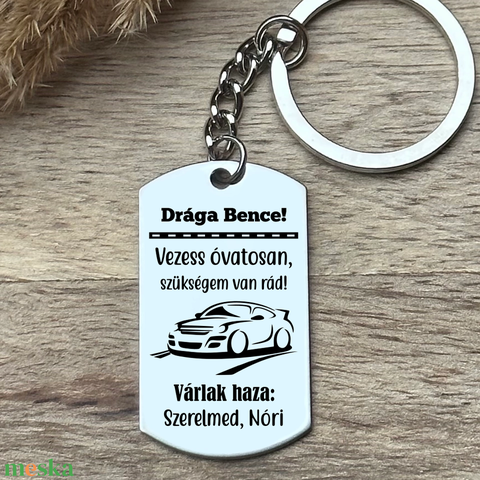 Drága Bence!
Vezess óvatosan,
szükségem van rád!
Várlak haza:
Szerelmed, Nóri
meska